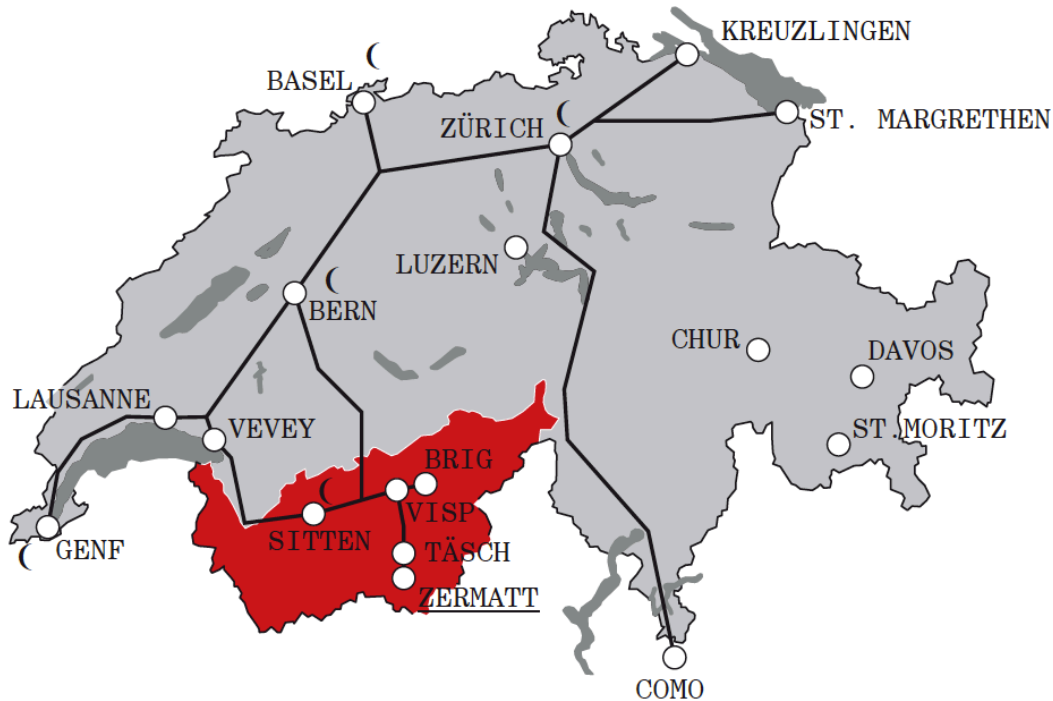 KREUZLINGEN
BASEL
ZÜRICH
ST. MARGRETHEN
LUZERN
BERN
CHUR
DAVOS
LAUSANNE
VEVEY
ST.MORITZ
BRIG
VISP
SITTEN
GENF
TÄSCH
ZERMATT
COMO